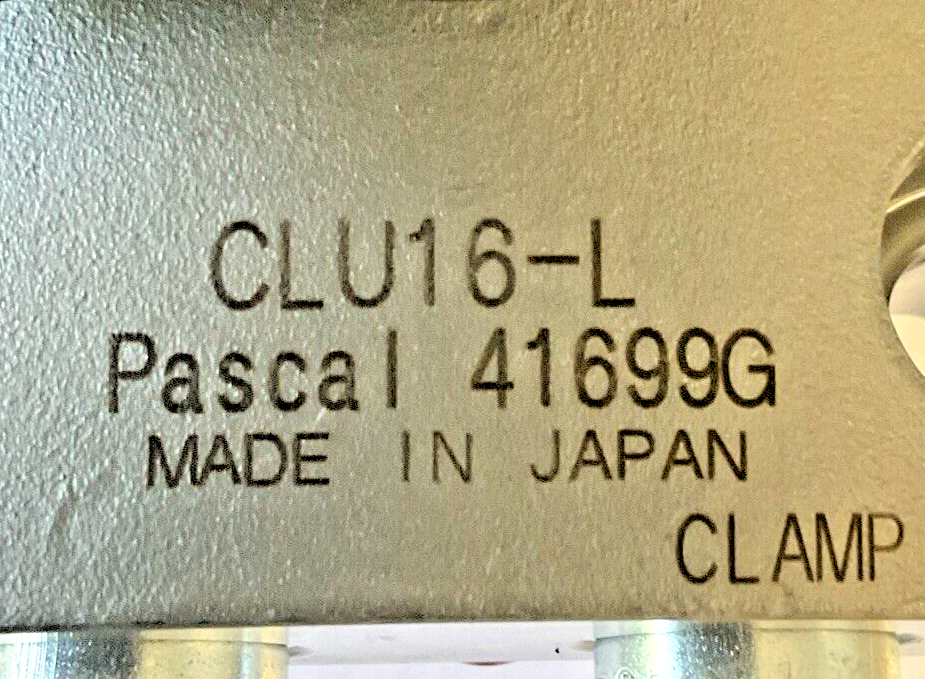 CLU16-L
Pascal 41699G
MADE IN JAPAN
CLAMP